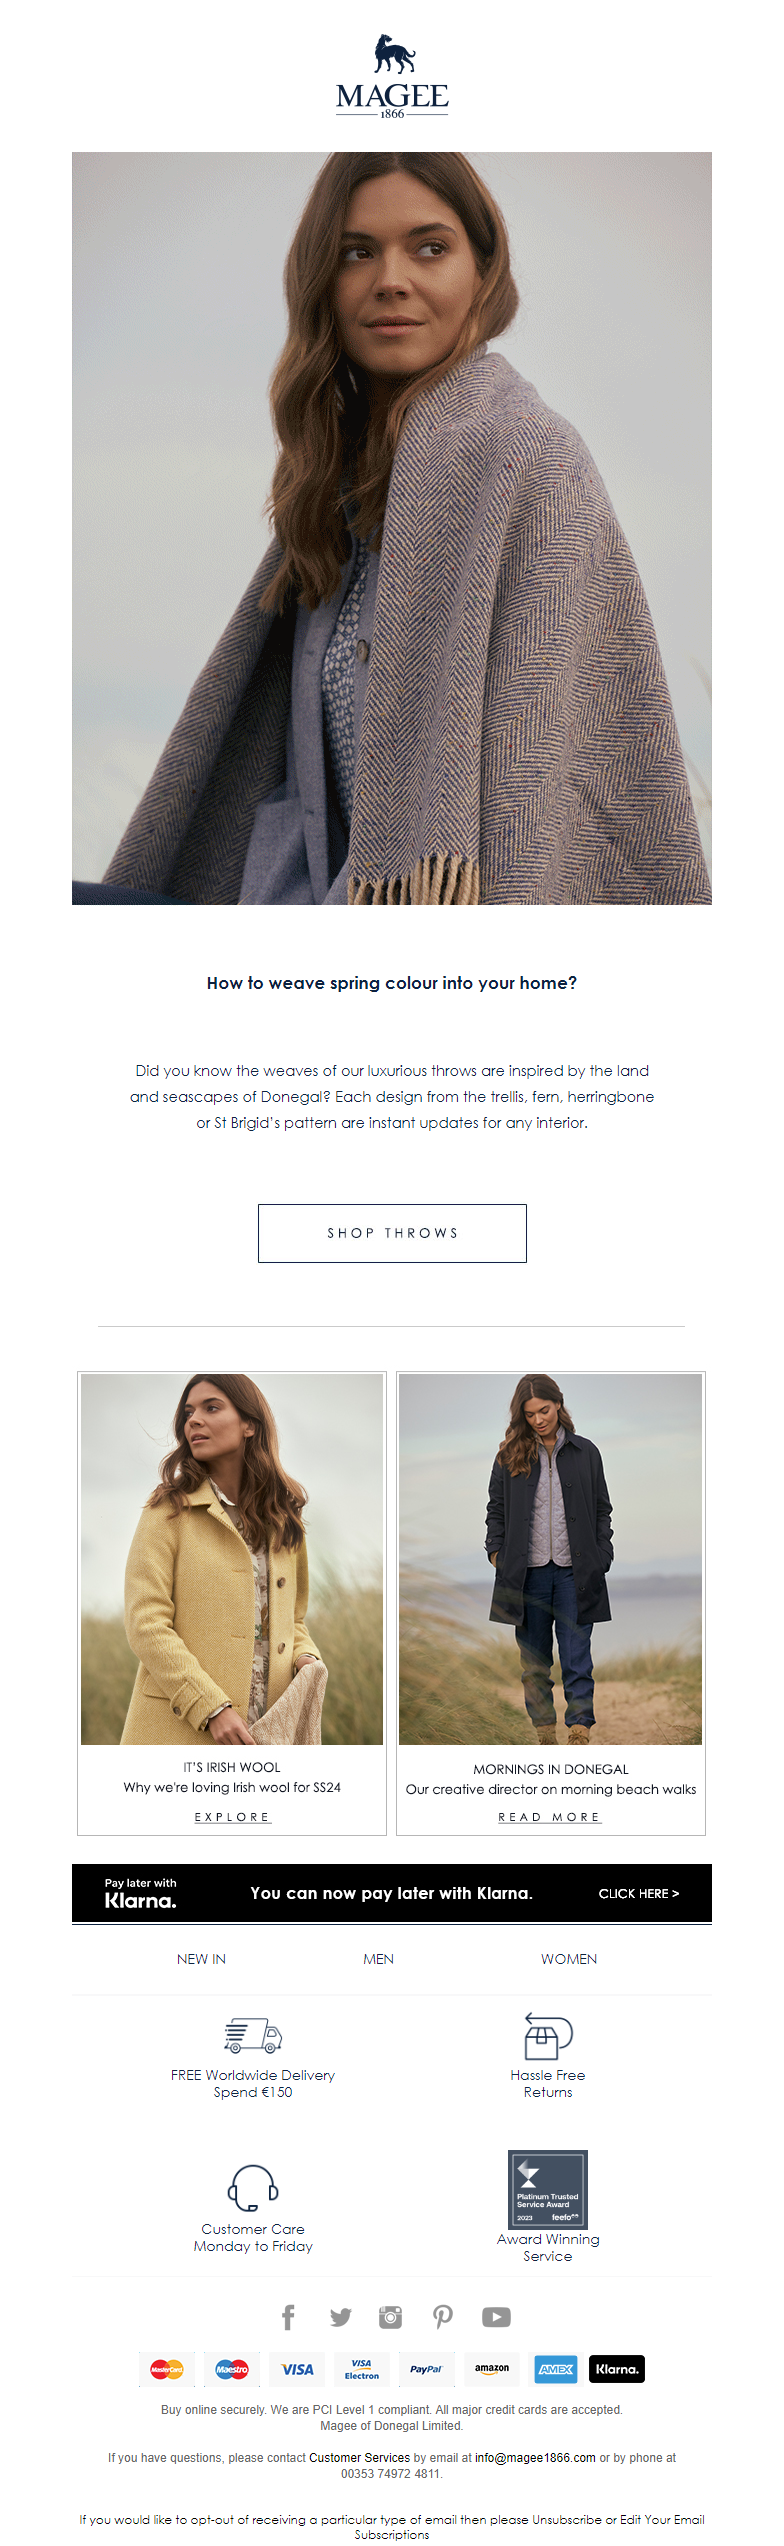 MAGEE
1866
How to weave spring colour into your home?
Did you know the weaves of our luxurious throws are inspired by the land
and seascapes of Donegal? Each design from the trellis, fern, herringbone
or St Brigid's pattern are instant updates for any interior.
SHOP THROWS
IT'S IRISH WOOL
Why we're loving Irish wool for SS24
EXPLORE
MORNINGS IN DONEGAL
Our creative director on morning beach walks
READ MORE
Pay later with
Klarna.
You can now pay later with Klarna.
CLICK HERE >
NEW IN
MEN
WOMEN
FREE Worldwide Delivery
Spend €150
Hassle Free
Returns
Customer Care
Monday to Friday
Platinum Trusted
Service Award
2023 feefo
Award Winning
Service
MasterCard
Maestro
VISA
VISA
Electron
PayPal
amazon
AMEX
Klarna.
Buy online securely. We are PCI Level 1 compliant. All major credit cards are accepted.
Magee of Donegal Limited.
If you have questions, please contact Customer Services by email at info@magee1866.com or by phone at
00353 74972 4811.
If you would like to opt-out of receiving a particular type of email then please Unsubscribe or Edit Your Email
Subscriptions